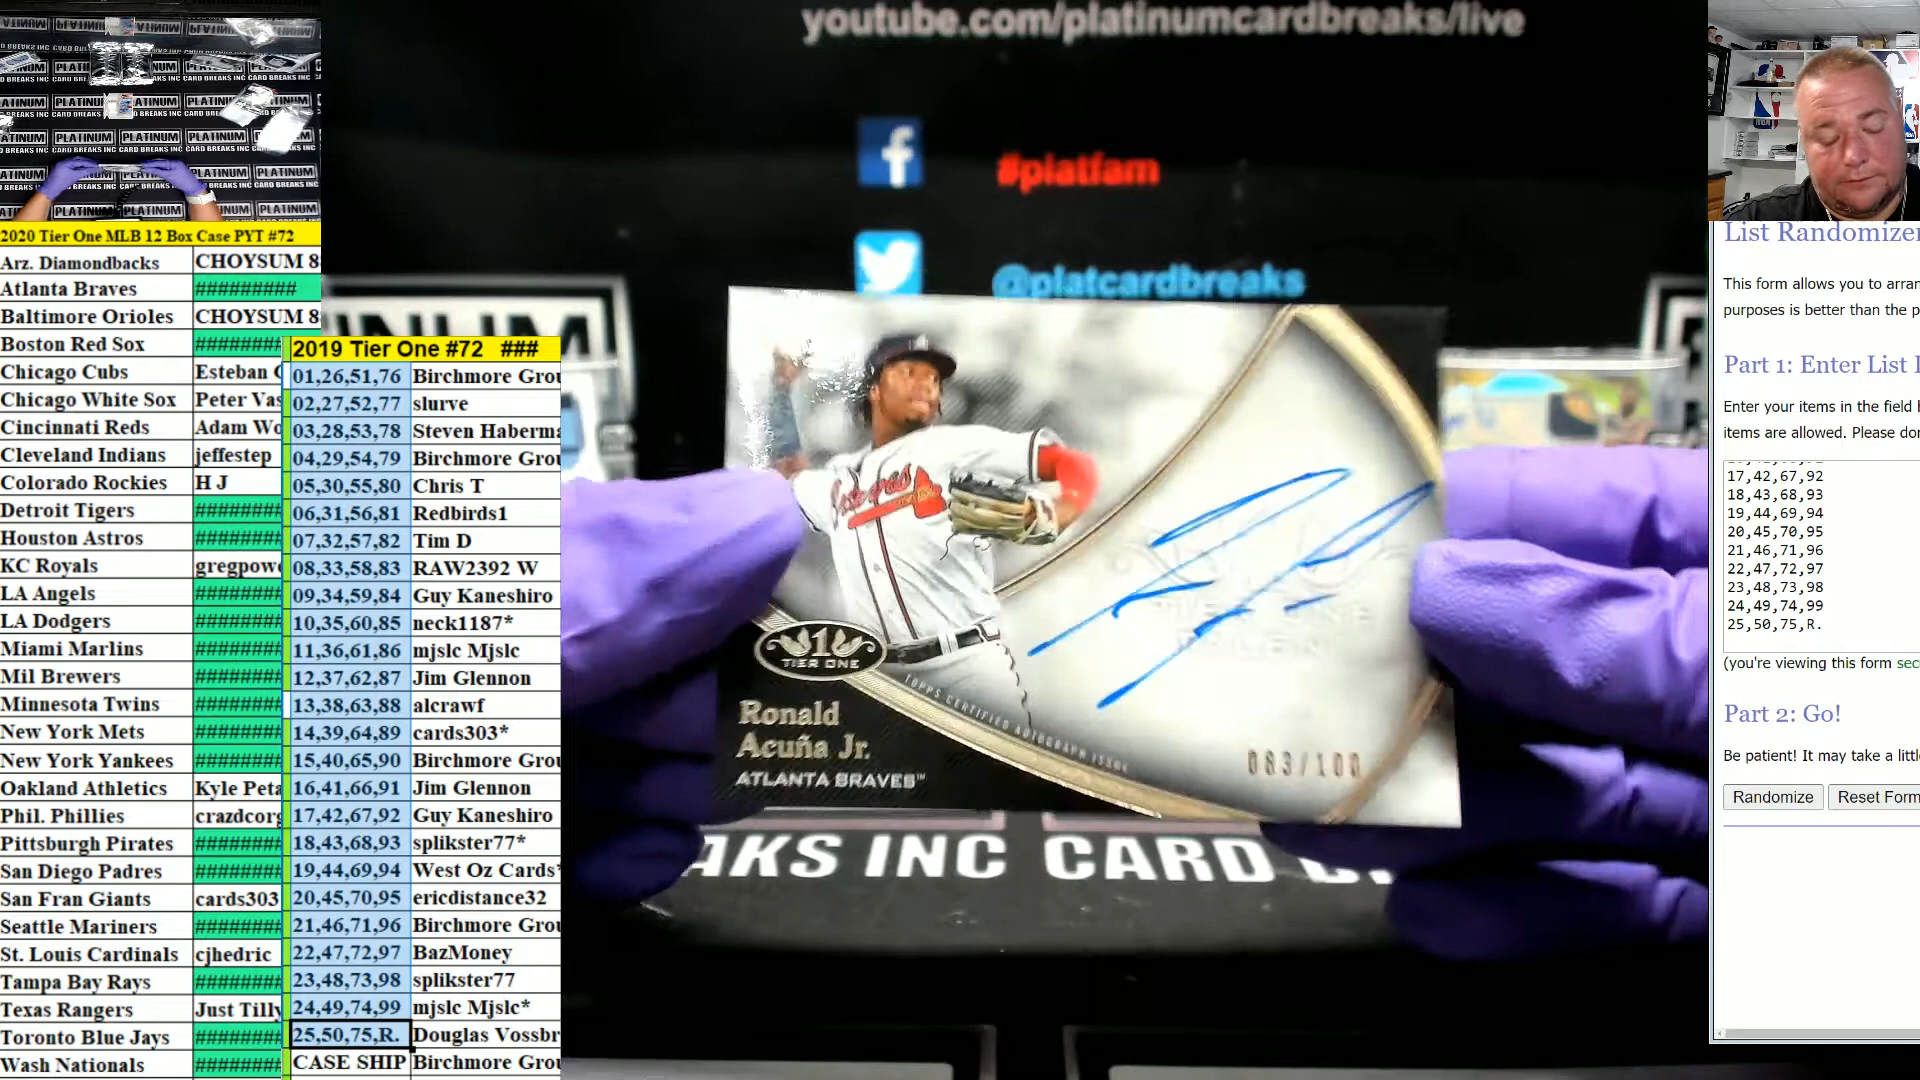 youtube.com/platinumcardbreaks/live
#platfam
@platcardbreaks
2020 Tier One MLB 12 Box Case PYT #72
Arz. Diamondbacks CHOYSUM 8
Atlanta Braves #########
Baltimore Orioles CHOYSUM 8
Boston Red Sox ########
Chicago Cubs Esteban
Chicago White Sox Peter Vas
Cincinnati Reds Adam Wo
Cleveland Indians jeffestep
Colorado Rockies H J
Detroit Tigers ########
Houston Astros ########
KC Royals gregpow
LA Angels ########
LA Dodgers ########
Miami Marlins ########
Mil Brewers ########
Minnesota Twins ########
New York Mets ########
New York Yankees ########
Oakland Athletics Kyle Peta
Phil. Phillies crazdcor
Pittsburgh Pirates ########
San Diego Padres ########
San Fran Giants cards303
Seattle Mariners ########
St. Louis Cardinals cjhedric
Tampa Bay Rays ########
Texas Rangers Just Tilly
Toronto Blue Jays ########
Wash Nationals ########
2019 Tier One #72 ###
01,26,51,76 Birchmore Grou
02,27,52,77 slurve
03,28,53,78 Steven Haberma
04,29,54,79 Birchmore Grou
05,30,55,80 Chris T
06,31,56,81 Redbirds1
07,32,57,82 Tim D
08,33,58,83 RAW2392 W
09,34,59,84 Guy Kaneshiro
10,35,60,85 neck1187*
11,36,61,86 mjslc Mjslc
12,37,62,87 Jim Glennon
13,38,63,88 alcrawf
14,39,64,89 cards303*
15,40,65,90 Birchmore Grou
16,41,66,91 Jim Glennon
17,42,67,92 Guy Kaneshiro
18,43,68,93 splikster77*
19,44,69,94 West Oz Cards*
20,45,70,95 ericdistance32
21,46,71,96 Birchmore Grou
22,47,72,97 BazMoney
23,48,73,98 splikster77
24,49,74,99 mjslc Mjslc*
25,50,75,R. Douglas Vossbr
CASE SHIP Birchmore Grou
1
TIER ONE
Ronald
Acuña Jr.
ATLANTA BRAVES™
TOPPS CERTIFIED AUTOGRAPH ISSUE
083/100
AKS INC CARD
List Randomizer
This form allows you to arran
purposes is better than the p
Part 1: Enter List
Enter your items in the field
items are allowed. Please don
17,42,67,92
18,43,68,93
19,44,69,94
20,45,70,95
21,46,71,96
22,47,72,97
23,48,73,98
24,49,74,99
25,50,75,R.
(you're viewing this form sec
Part 2: Go!
Be patient! It may take a littl
Randomize Reset Form